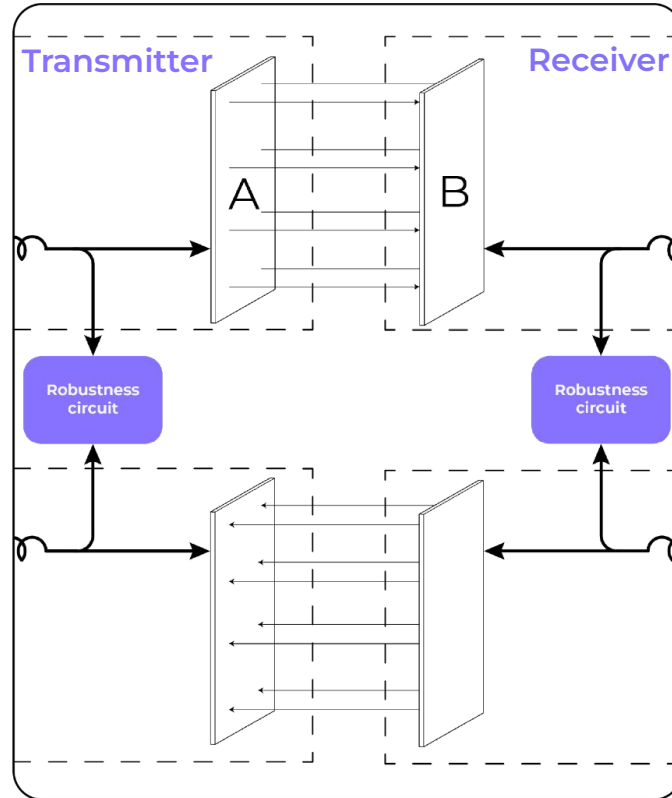 Transmitter
Receiver
A
B
Robustness
circuit
Robustness
circuit